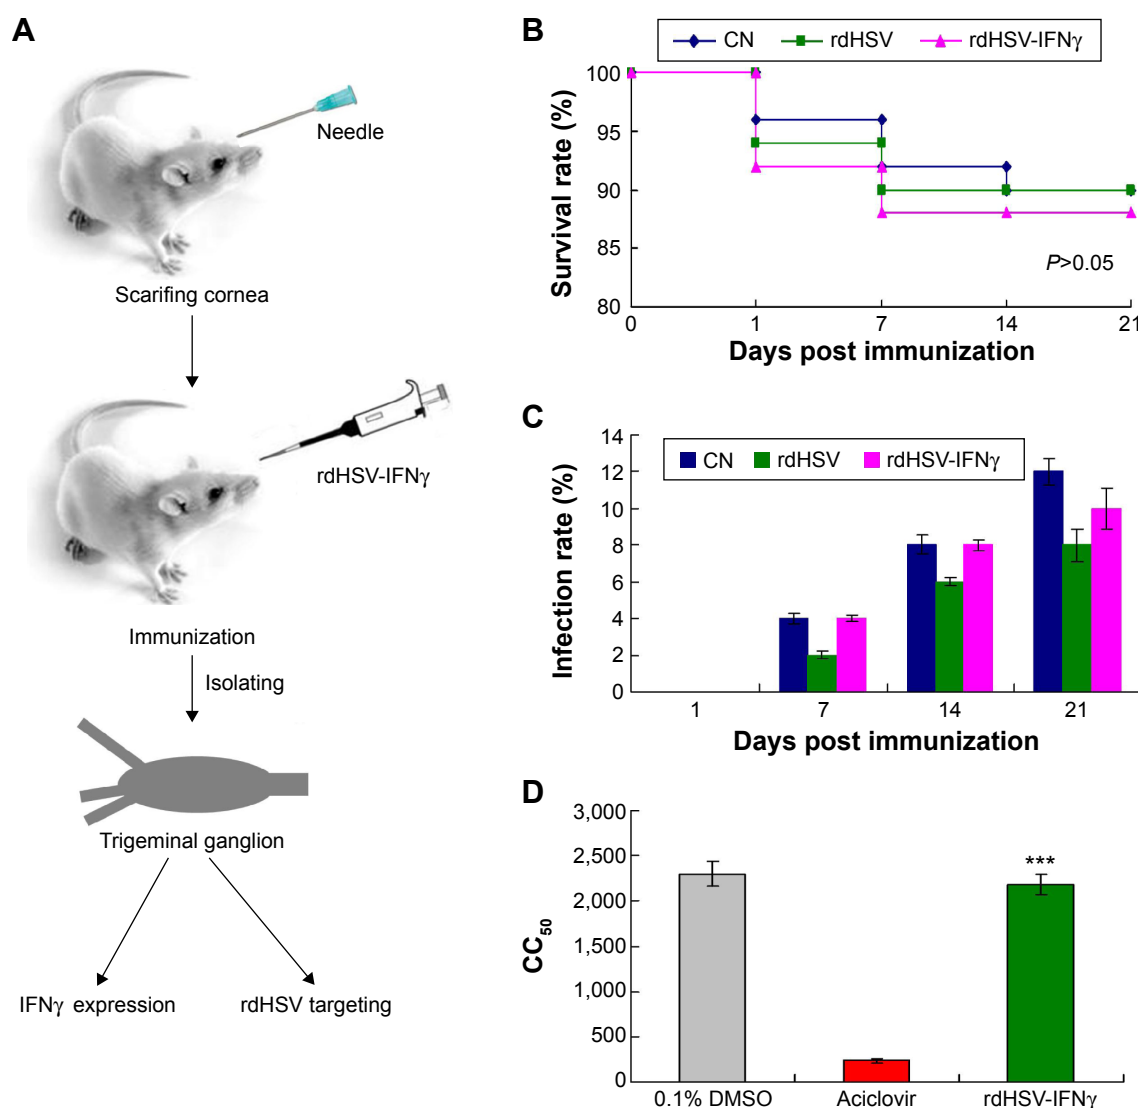 A
Needle
Scarifing cornea
rdHSV-IFNγ
Immunization
Isolating
Trigeminal ganglion
IFNγ expression
rdHSV targeting
B
CN
rdHSV
rdHSV-IFNγ
Survival rate (%)
100
95
90
85
80
P>0.05
0
1
7
14
21
Days post immunization
C
CN
rdHSV
rdHSV-IFNγ
Infection rate (%)
14
12
10
8
6
4
2
0
1
7
14
21
Days post immunization
D
CC50
3,000
2,500
2,000
1,500
1,000
500
0
***
0.1% DMSO
Aciclovir
rdHSV-IFNγ